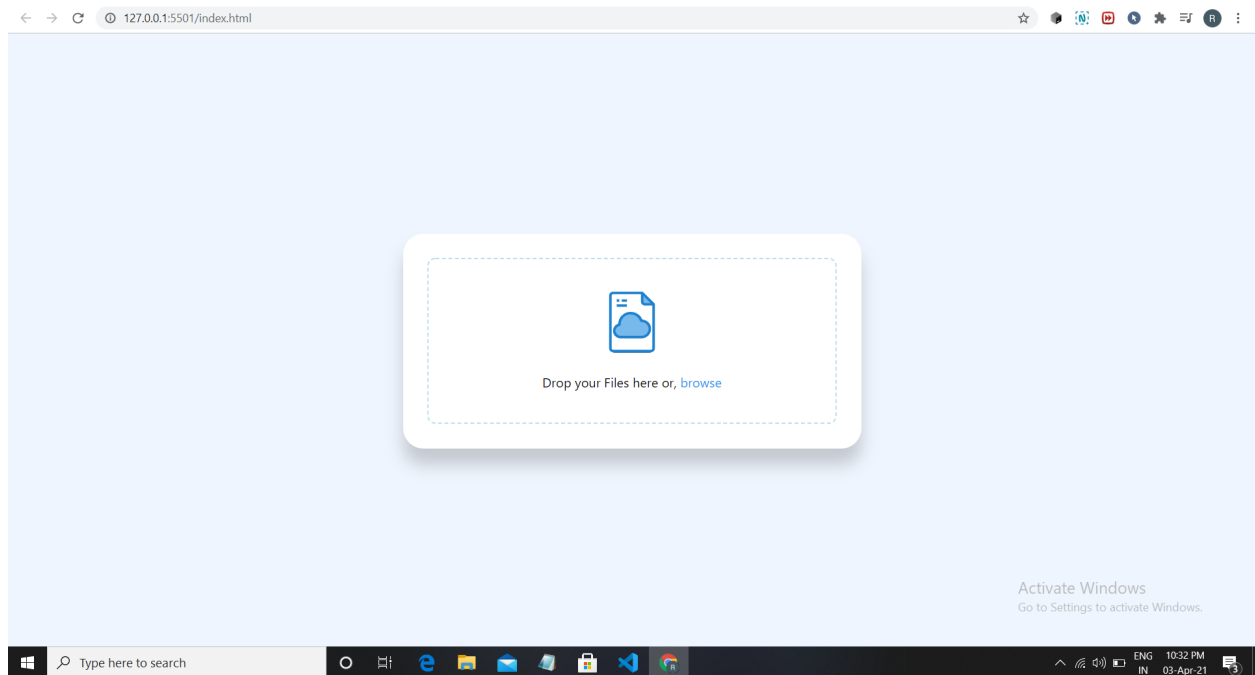 127.0.0.1:5501/index.html
R
Drop your Files here or, browse
Activate Windows
Go to Settings to activate Windows.
Type here to search
ENG
IN
10:32 PM
03-Apr-21
3